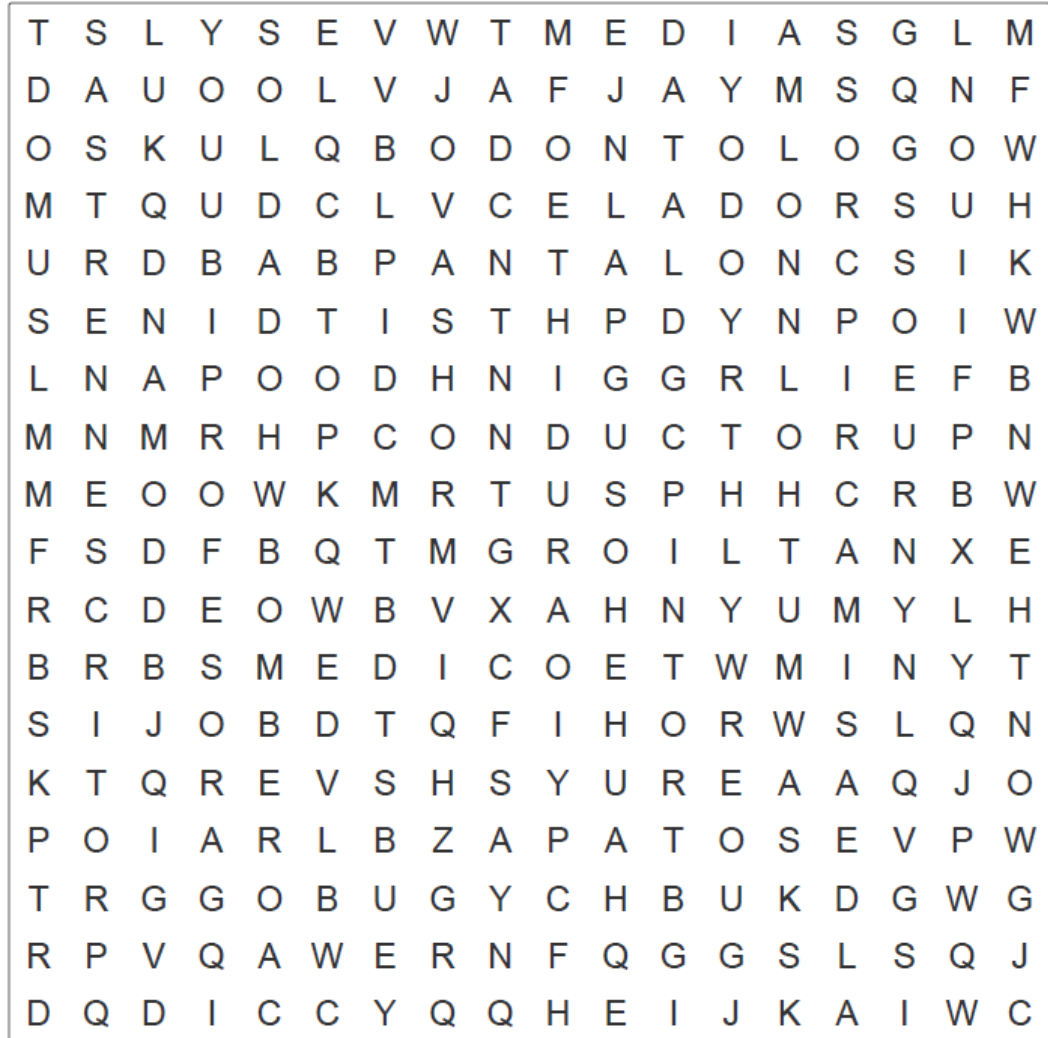 T S L Y S E V W T M E D I A S G L M
D A U O O L V J A F J A Y M S Q N F
O S K U L Q B O D O N T O L O G O W
M T Q U D C L V C E L A D O R S U H
U R D B A B P A N T A L O N C S I K
S E N I D T I S T H P D Y N P O I W
L N A P O O D H N I G G R L I E F B
M N M R H P C O N D U C T O R U P N
M E O O W K M R T U S P H H C R B W
F S D F B Q T M G R O I L T A N X E
R C D E O W B V X A H N Y U M Y L H
B R B S M E D I C O E T W M I N Y T
S I J O B D T Q F I H O R W S L Q N
K T Q R E V S H S Y U R E A A Q J O
P O I A R L B Z A P A T O S E V P W
T R G G O B U G Y C H B U K D G W G
R P V Q A W E R N F Q G G S L S Q J
D Q D I C C Y Q Q H E I J K A I W C